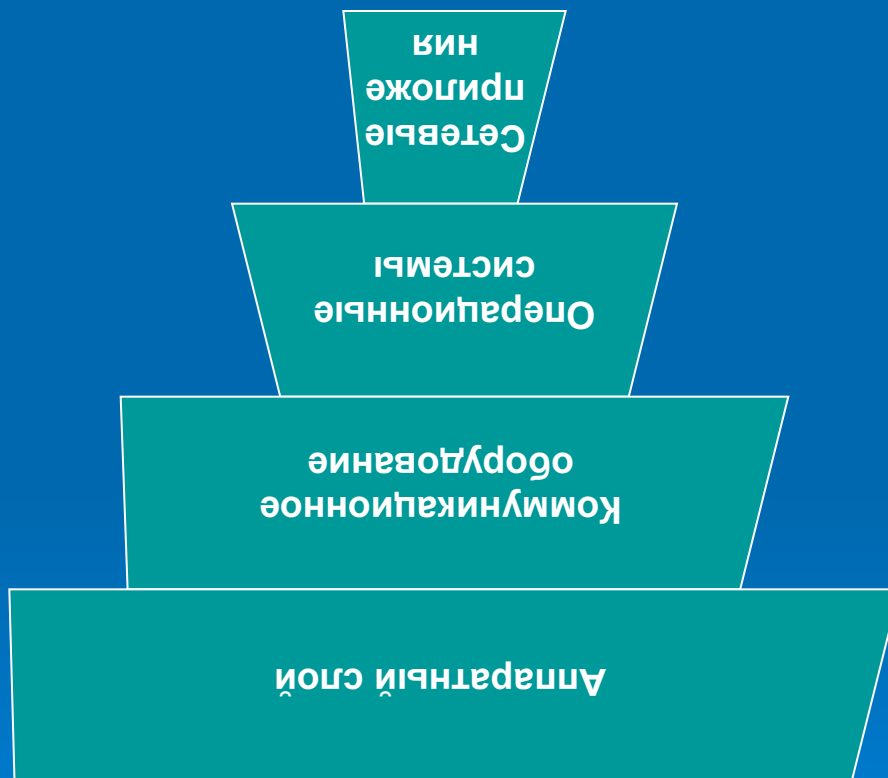 Аппаратный слой
Коммуникационное
оборудование
Операционные
системы
Сетевые
приложе
ния